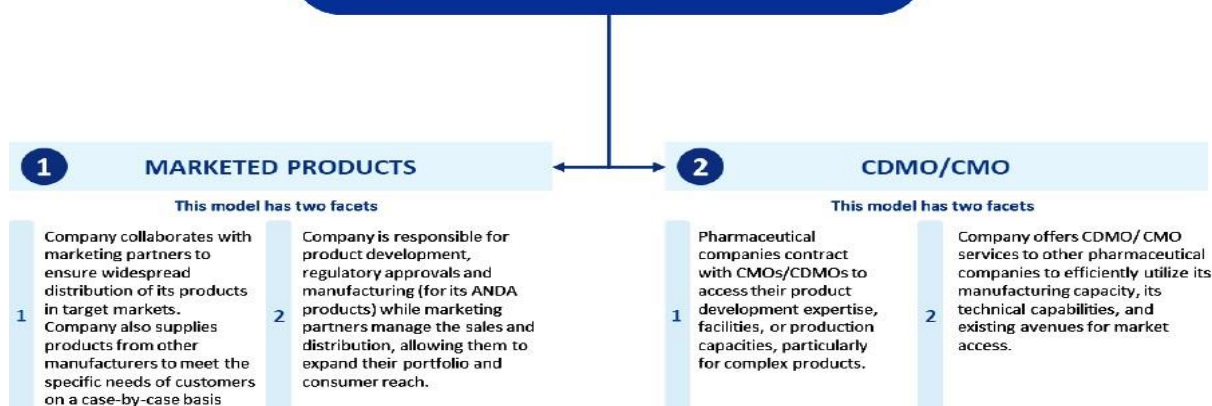 1
MARKETED PRODUCTS
This model has two facets
1
Company collaborates with
marketing partners to
ensure widespread
distribution of its products
in target markets.
Company also supplies
products from other
manufacturers to meet the
specific needs of customers
on a case-by-case basis
2
Company is responsible for
product development,
regulatory approvals and
manufacturing (for its ANDA
products) while marketing
partners manage the sales and
distribution, allowing them to
expand their portfolio and
consumer reach.
2
CDMO/CMO
This model has two facets
1
Pharmaceutical
companies contract
with CMOs/CDMOs to
access their product
development expertise,
facilities, or production
capacities, particularly
for complex products.
2
Company offers CDMO/ CMO
services to other pharmaceutical
companies to efficiently utilize its
manufacturing capacity, its
technical capabilities, and
existing avenues for market
access.